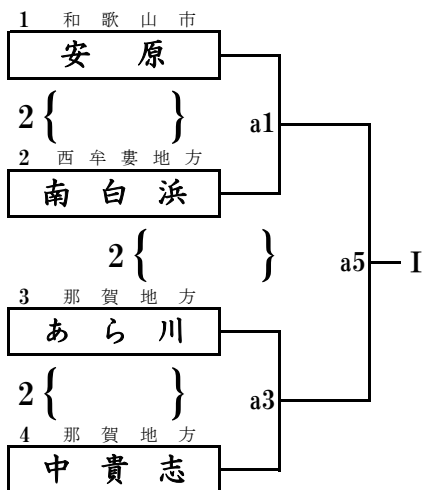 1 和歌山市
安原
2 { }
a1
2 西牟婁地方
南白浜
2 { }
a5 I
3 那賀地方
あら川
2 { }
a3
4 那賀地方
中貴志